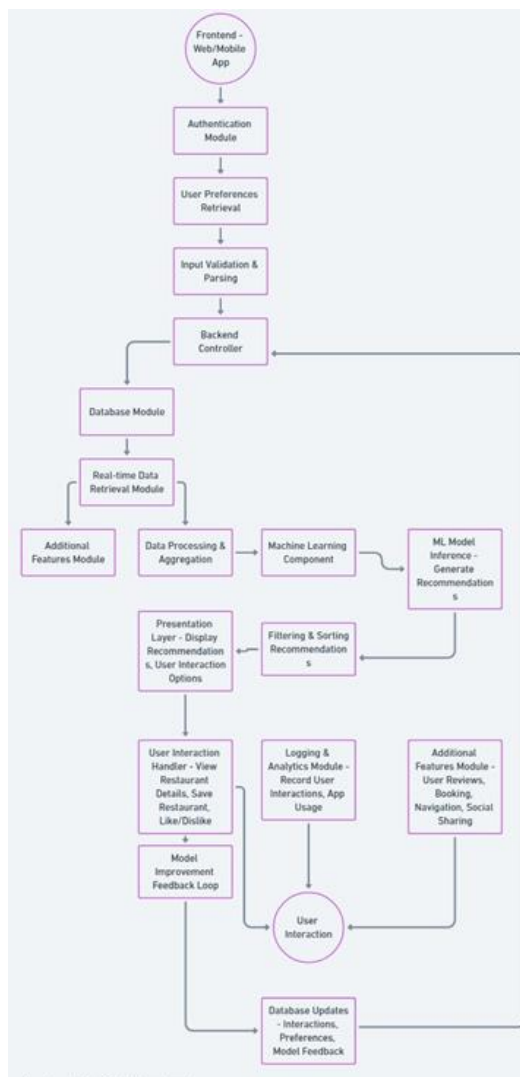 Frontend -
Web/Mobile
App
Authentication
Module
User Preferences
Retrieval
Input Validation &
Parsing
Backend
Controller
Database Module
Real-time Data
Retrieval Module
Additional
Features Module
Data Processing &
Aggregation
Machine Learning
Component
ML Model
Inference -
Generate
Recommendation
s
Presentation
Layer - Display
Recommendation
s, User Interaction
Options
Filtering & Sorting
Recommendation
s
User Interaction
Handler - View
Restaurant
Details, Save
Restaurant,
Like/Dislike
Logging &
Analytics Module -
Record User
Interactions, App
Usage
Additional
Features Module -
User Reviews,
Booking,
Navigation, Social
Sharing
Model
Improvement
Feedback Loop
User
Interaction
Database Updates
- Interactions,
Preferences,
Model Feedback